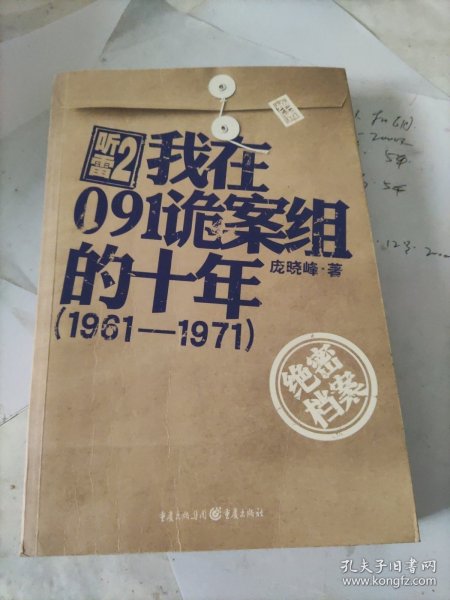 听雷2
我在
091诡案组
的十年
庞晓峰·著
(1961—1971)
绝密
档案
重庆出版集团 重庆出版社
孔夫子旧书网
www.kongfz.com